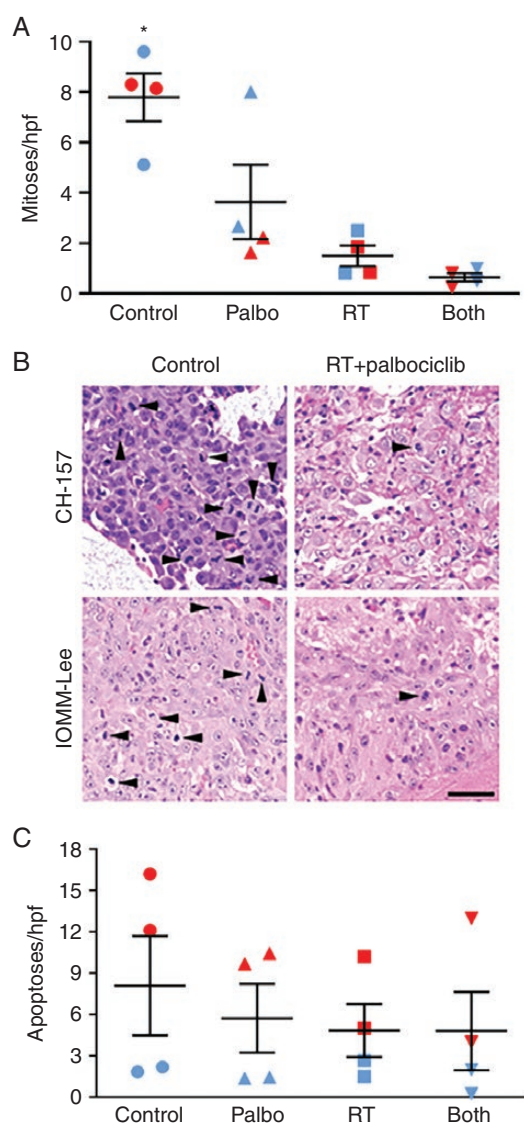 A
*
10
8
6
4
2
0
Mitoses/hpf
Control Palbo RT Both
B
Control RT+palbociclib
CH-157
IOMM-Lee
C
18
15
12
9
6
3
0
Apoptoses/hpf
Control Palbo RT Both